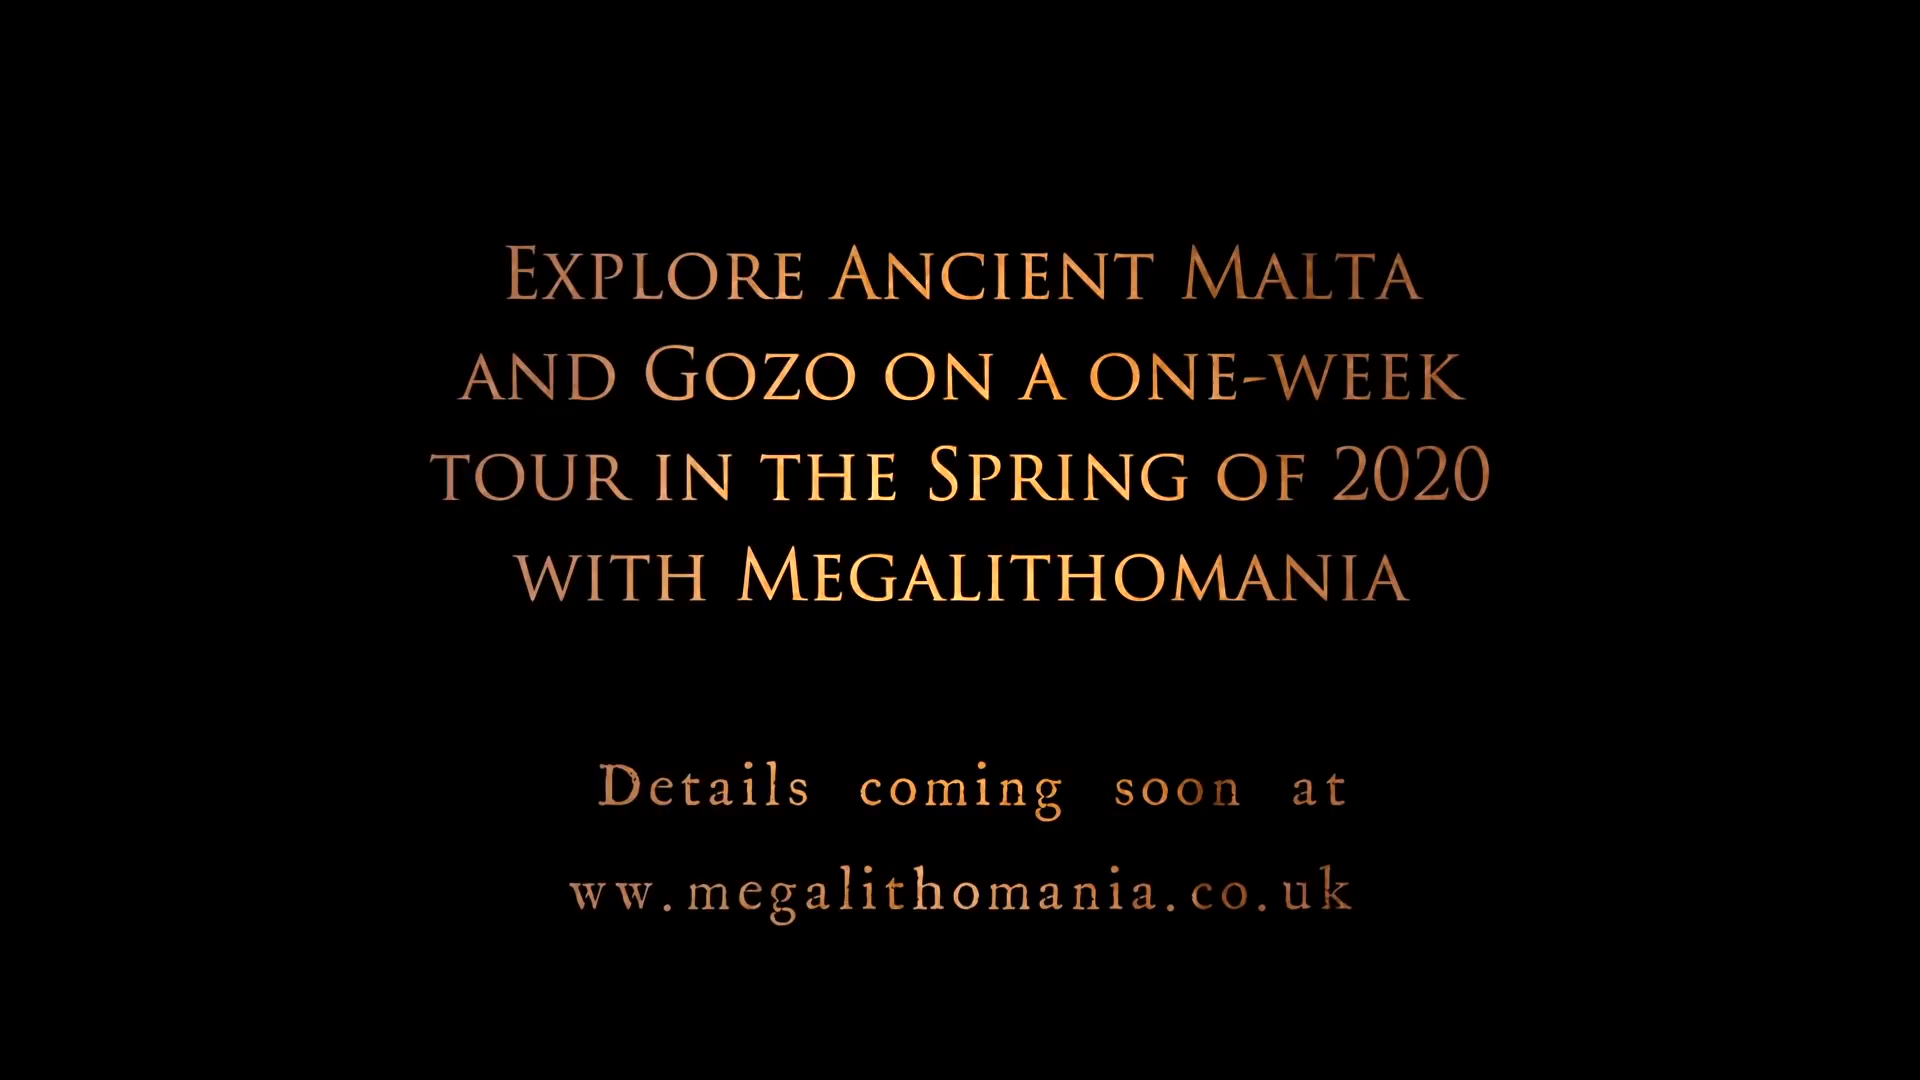 Explore Ancient Malta
and Gozo on a one-week
tour in the Spring of 2020
with Megalithomania
Details coming soon at
ww.megalithomania.co.uk